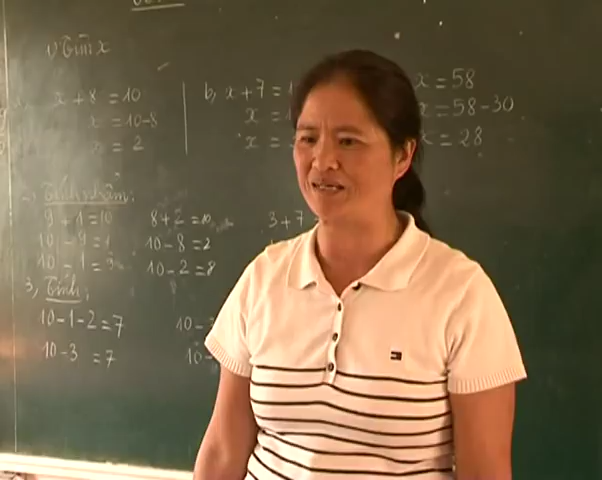 1) Tìm x
x + 8 = 10
x = 10-8
x = 2
b, x + 7 =
x =
x =
x = 58
x = 58-30
x = 28
Tính nhẩm:
9 + 1 = 10
8 + 2 = 10
3 + 7
10 - 9 = 1
10 - 8 = 2
10 - 1 = 9
10 - 2 = 8
3, Tính:
10-1-2 = 7
10-
10-3 = 7
10-